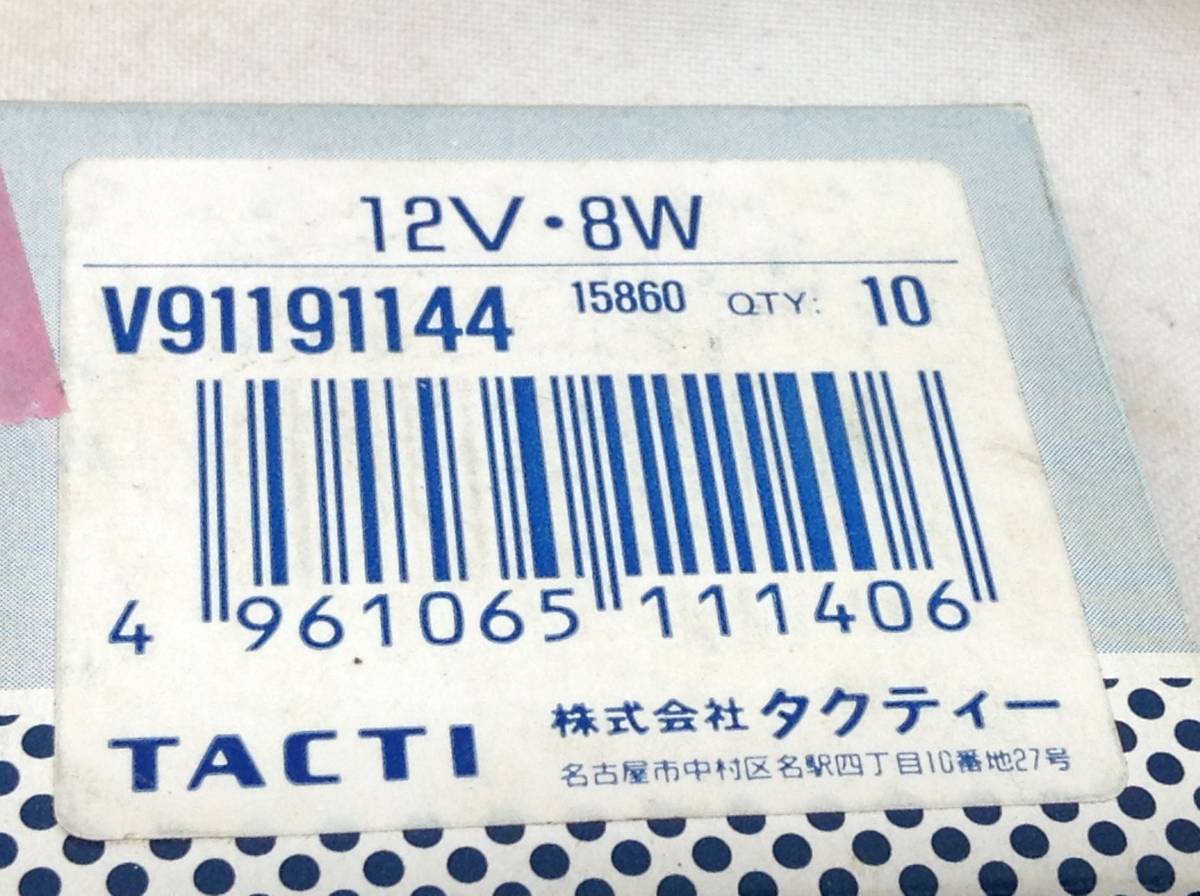 12V・8W
V91191144 15860 QTY: 10
4 961065 111406
TACTI 株式会社タクティー
名古屋市中村区名駅四丁目10番地27号